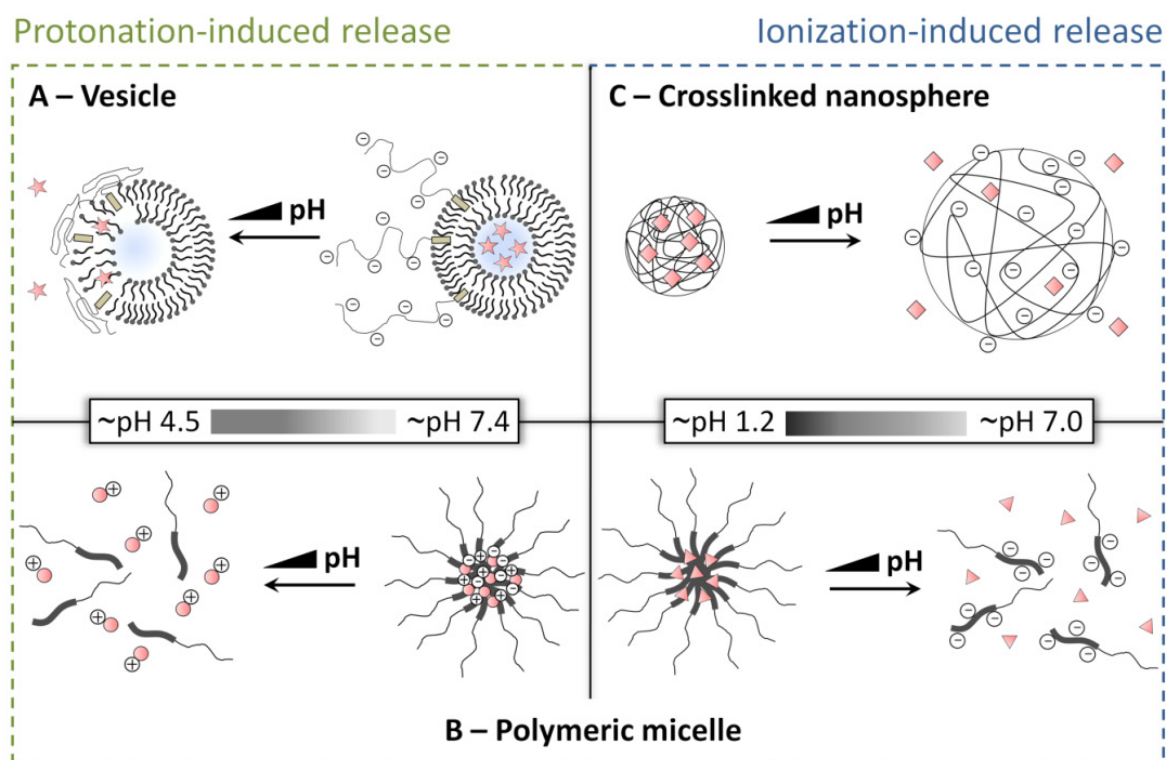 Protonation-induced release
Ionization-induced release
A – Vesicle
C – Crosslinked nanosphere
pH
pH
~pH 4.5 ~pH 7.4
~pH 1.2 ~pH 7.0
pH
pH
B – Polymeric micelle